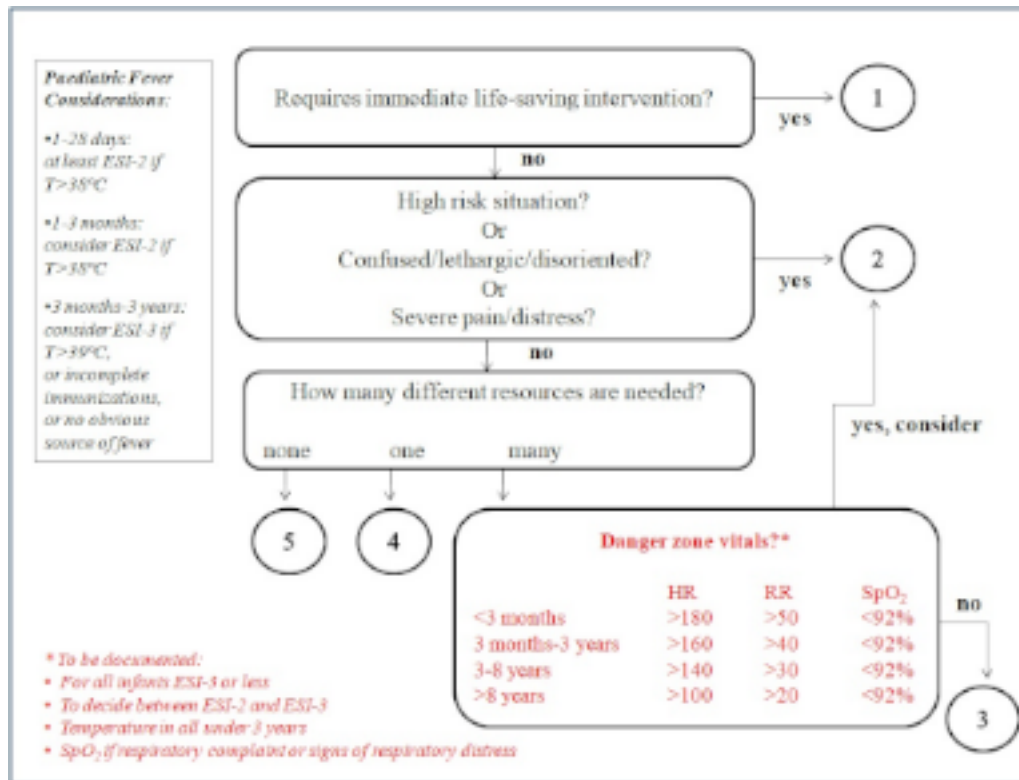 Paediatric Fever
Considerations:
•1-28 days:
at least ESI-2 if
T>38°C
•1-3 months:
consider ESI-2 if
T>38°C
•3 months-3 years:
consider ESI-3 if
T>39°C,
or incomplete
immunizations,
or no obvious
source of fever
Requires immediate life-saving intervention?
yes
1
no
High risk situation?
Or
Confused/lethargic/disoriented?
Or
Severe pain/distress?
yes
2
no
How many different resources are needed?
none one many
yes, consider
5
4
Danger zone vitals?*
HR RR SpO₂
<3 months >180 >50 <92%
3 months-3 years >160 >40 <92%
3-8 years >140 >30 <92%
>8 years >100 >20 <92%
no
3
* To be documented:
• For all infants ESI-3 or less
• To decide between ESI-2 and ESI-3
• Temperature in all under 3 years
• SpO₂ if respiratory complaint or signs of respiratory distress